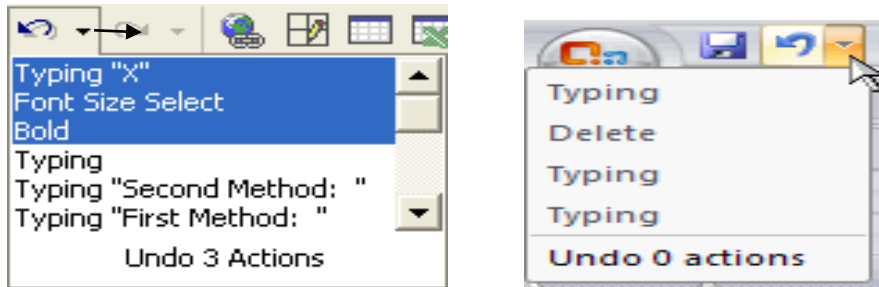 Typing "X"
Font Size Select
Bold
Typing
Typing "Second Method:  "
Typing "First Method:  "
Undo 3 Actions
Typing
Delete
Typing
Typing
Undo 0 actions